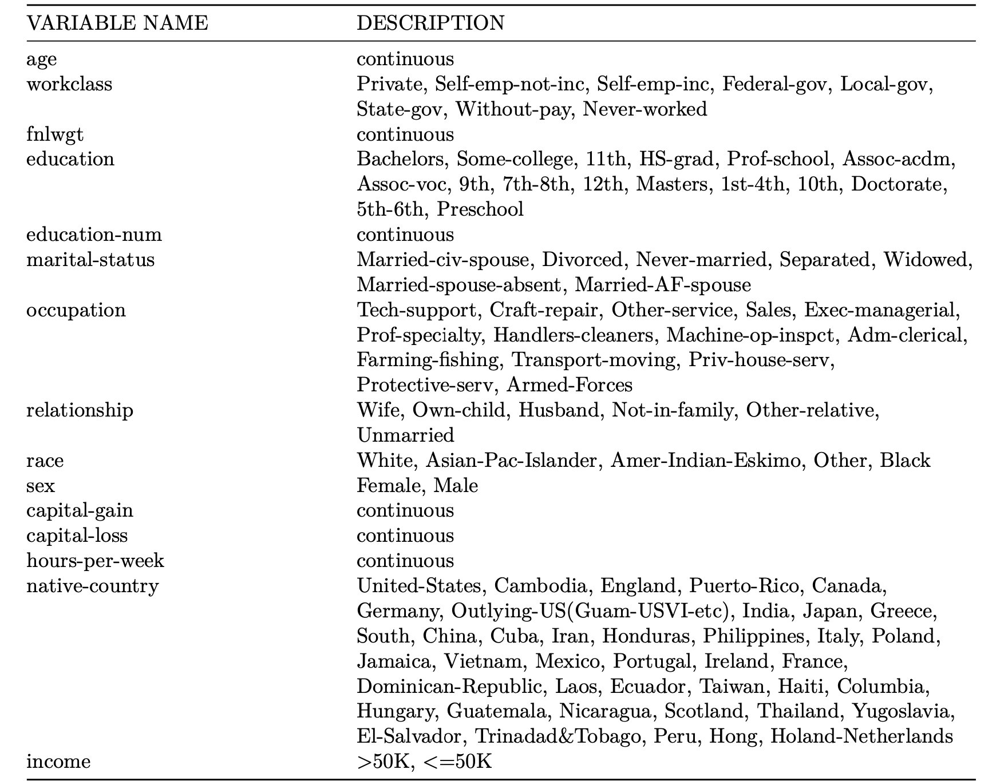 VARIABLE NAME DESCRIPTION
age continuous
workclass Private, Self-emp-not-inc, Self-emp-inc, Federal-gov, Local-gov,
State-gov, Without-pay, Never-worked
fnlwgt continuous
education Bachelors, Some-college, 11th, HS-grad, Prof-school, Assoc-acdm,
Assoc-voc, 9th, 7th-8th, 12th, Masters, 1st-4th, 10th, Doctorate,
5th-6th, Preschool
education-num continuous
marital-status Married-civ-spouse, Divorced, Never-married, Separated, Widowed,
Married-spouse-absent, Married-AF-spouse
occupation Tech-support, Craft-repair, Other-service, Sales, Exec-managerial,
Prof-specialty, Handlers-cleaners, Machine-op-inspct, Adm-clerical,
Farming-fishing, Transport-moving, Priv-house-serv,
Protective-serv, Armed-Forces
relationship Wife, Own-child, Husband, Not-in-family, Other-relative,
Unmarried
race White, Asian-Pac-Islander, Amer-Indian-Eskimo, Other, Black
sex Female, Male
capital-gain continuous
capital-loss continuous
hours-per-week continuous
native-country United-States, Cambodia, England, Puerto-Rico, Canada,
Germany, Outlying-US(Guam-USVI-etc), India, Japan, Greece,
South, China, Cuba, Iran, Honduras, Philippines, Italy, Poland,
Jamaica, Vietnam, Mexico, Portugal, Ireland, France,
Dominican-Republic, Laos, Ecuador, Taiwan, Haiti, Columbia,
Hungary, Guatemala, Nicaragua, Scotland, Thailand, Yugoslavia,
El-Salvador, Trinadad&Tobago, Peru, Hong, Holand-Netherlands
income >50K, <=50K